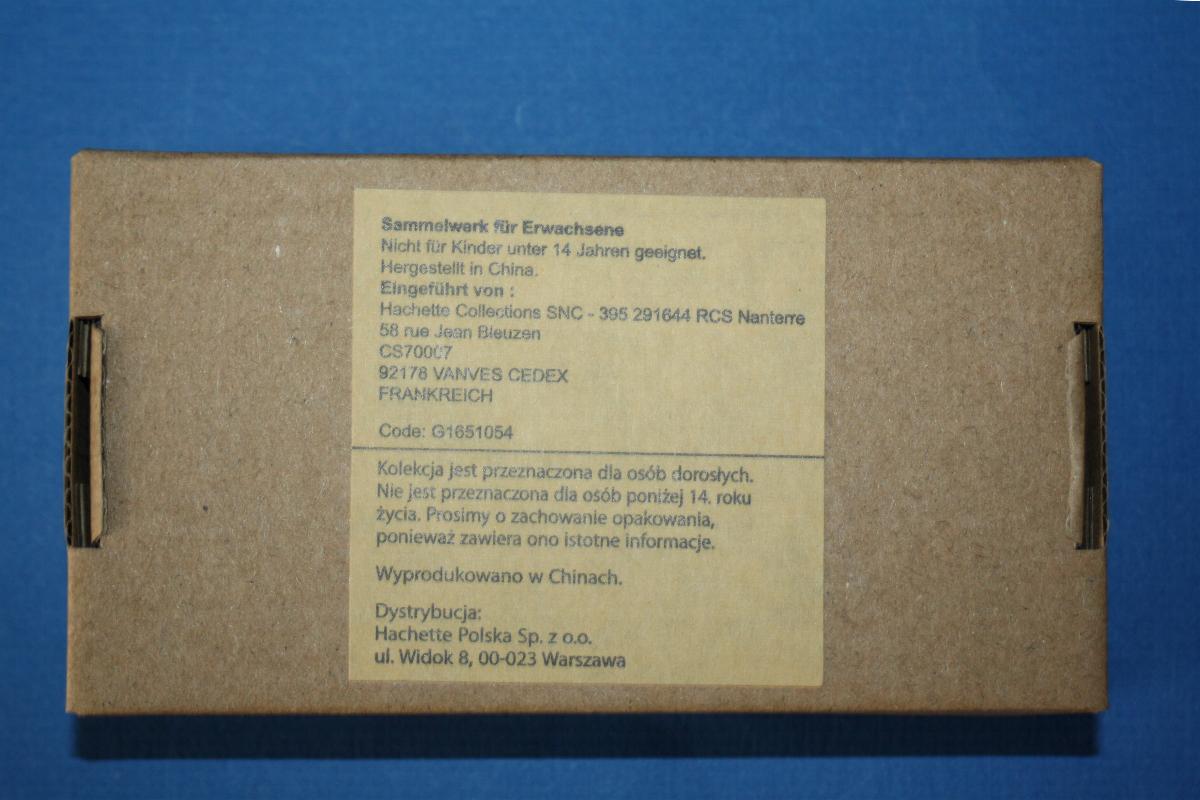 Sammelwerk für Erwachsene
Nicht für Kinder unter 14 Jahren geeignet.
Hergestellt in China.
Eingeführt von :
Hachette Collections SNC - 395 291644 RCS Nanterre
58 rue Jean Bleuzen
CS70007
92178 VANVES CEDEX
FRANKREICH
Code: G1651054
Kolekcja jest przeznaczona dla osób dorosłych.
Nie jest przeznaczona dla osób poniżej 14. roku
życia. Prosimy o zachowanie opakowania,
ponieważ zawiera ono istotne informacje.
Wyprodukowano w Chinach.
Dystrybucja:
Hachette Polska Sp. z o.o.
ul. Widok 8, 00-023 Warszawa